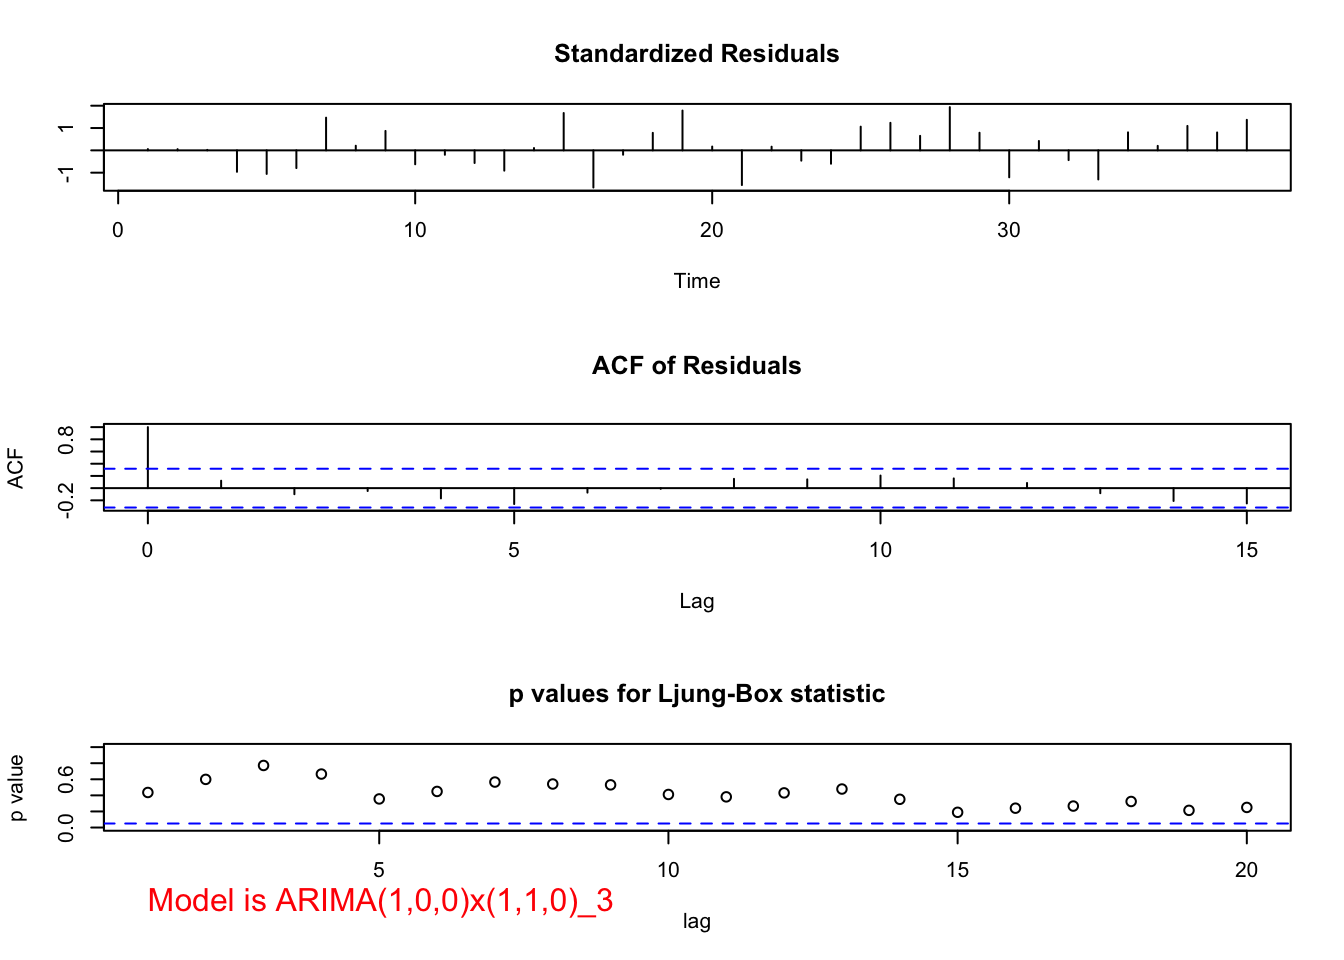 Standardized Residuals
1
-1
0 10 20 30
Time
ACF of Residuals
ACF
0.8
-0.2
0 5 10 15
Lag
p values for Ljung-Box statistic
p value
0.6
0.0
5 10 15 20
Model is ARIMA(1,0,0)x(1,1,0)_3
lag